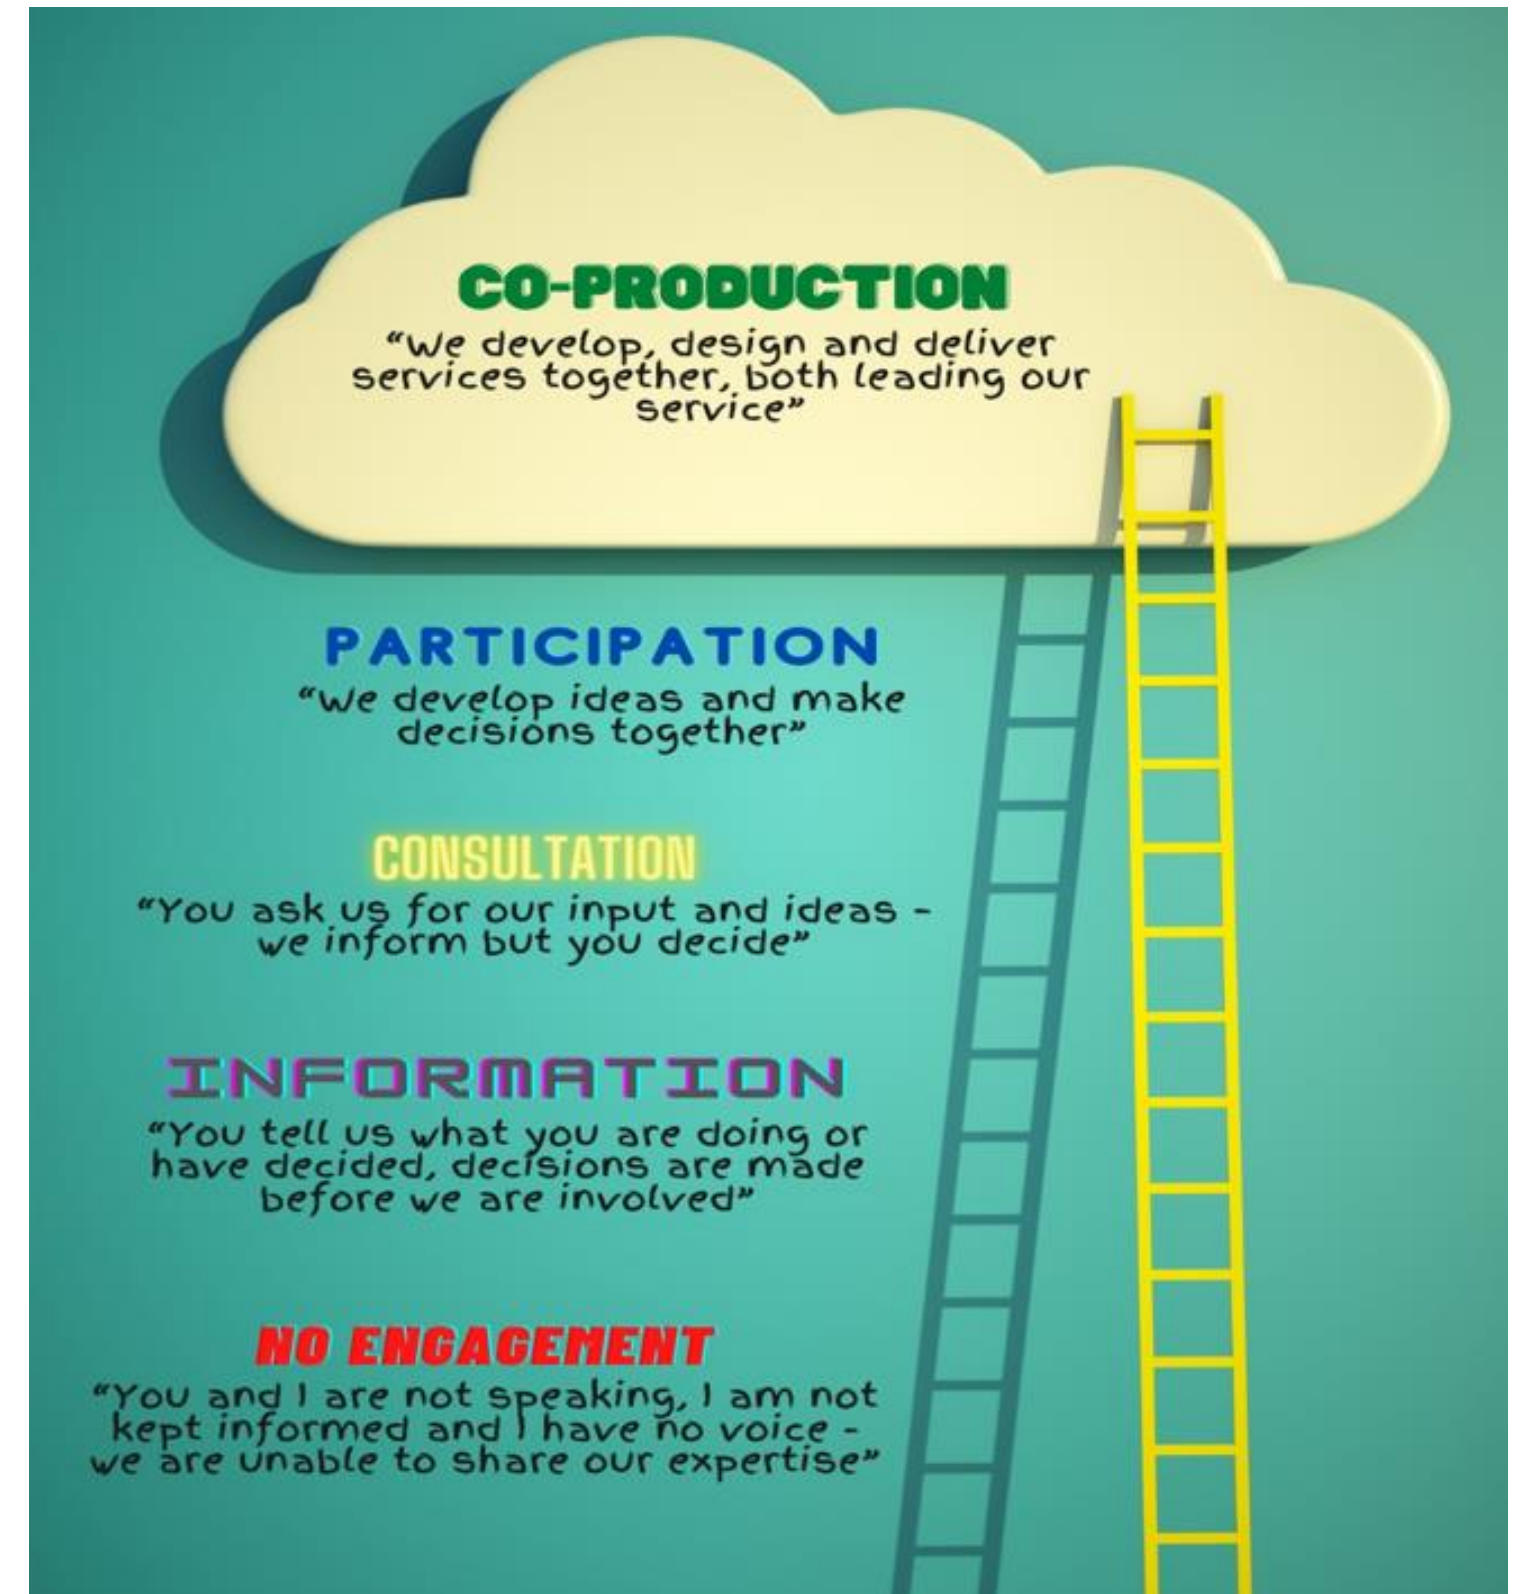 CO-PRODUCTION
“We develop, design and deliver
services together, both leading our
service”
PARTICIPATION
“We develop ideas and make
decisions together”
CONSULTATION
“You ask us for our input and ideas -
we inform but you decide”
INFORMATION
“You tell us what you are doing or
have decided, decisions are made
before we are involved”
NO ENGAGEMENT
“You and I are not speaking, I am not
kept informed and I have no voice -
we are unable to share our expertise”